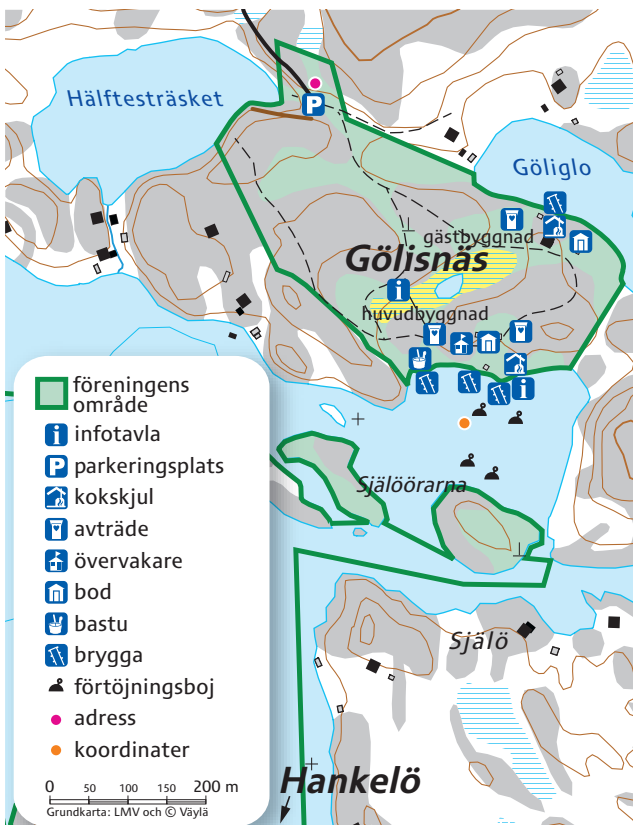 Hälftesträsket
P
Göliglo
gästbyggnad
Gölisnäs
i
huvudbyggnad
i
Själöörarna
Själö
Hankelö
föreningens
område
i infotavla
P parkeringsplats
kokskjul
avträde
övervakare
bod
bastu
brygga
förtöjningsboj
adress
koordinater
0 50 100 150 200 m
Grundkarta: LMV och © Väylä